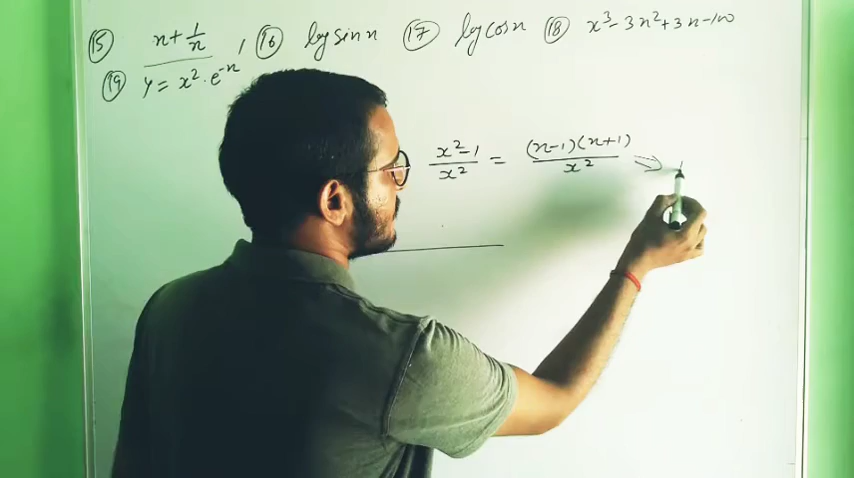 (15) x + 1/x , (16) log sin x (17) log cos x (18) x³ - 3x² + 3x - 100
(19) y = x² · e⁻ˣ
x² - 1 / x² = (x-1)(x+1) / x² ⇒